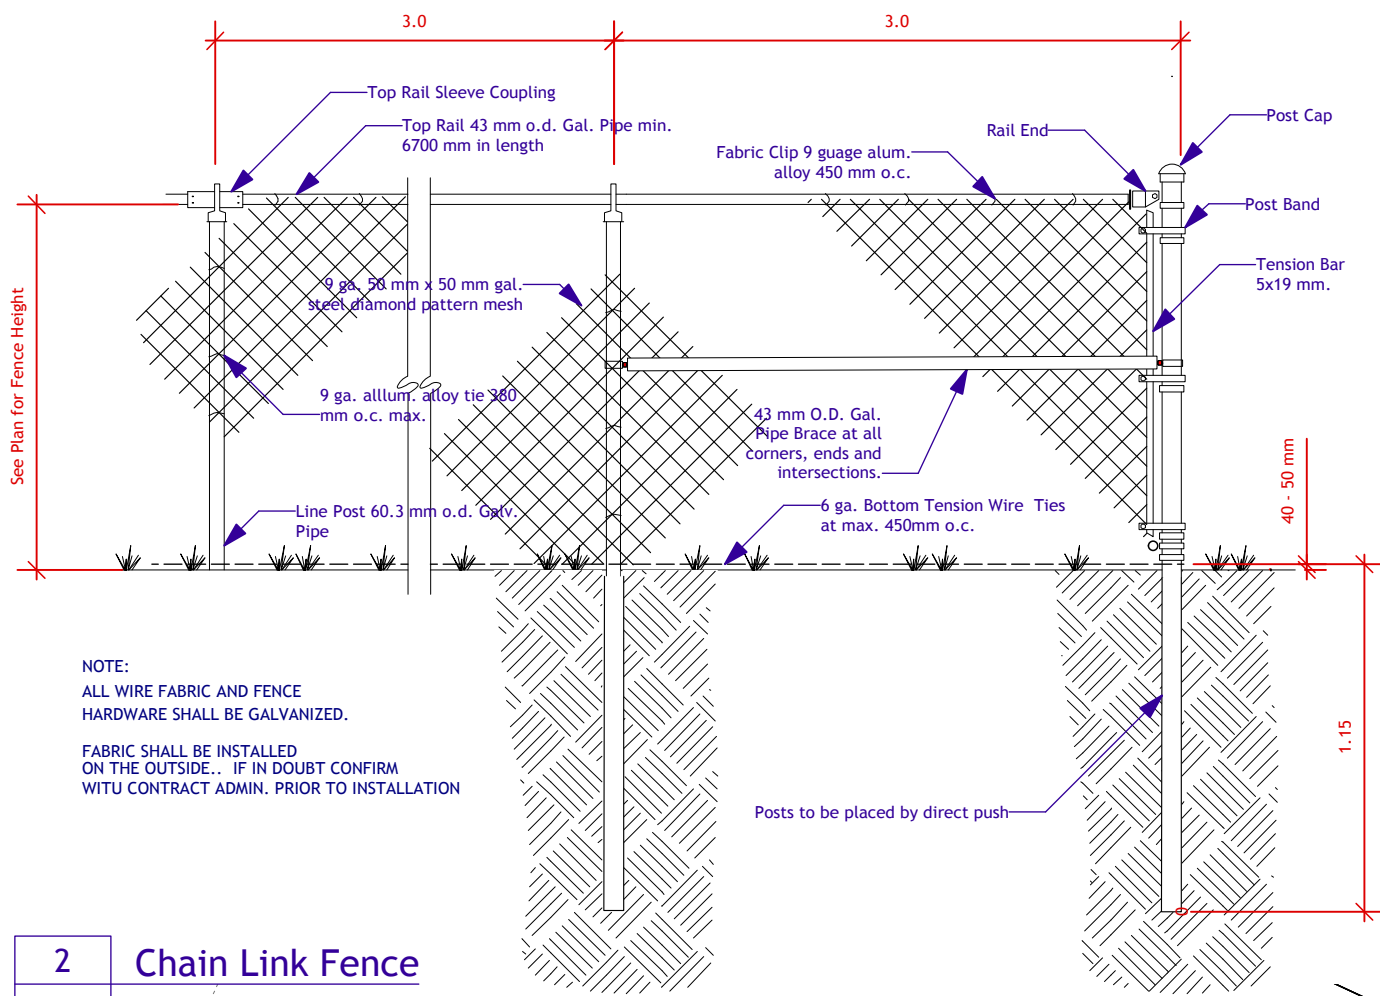 3.0
3.0
Top Rail Sleeve Coupling
Top Rail 43 mm o.d. Gal. Pipe min.
6700 mm in length
Fabric Clip 9 guage alum.
alloy 450 mm o.c.
Rail End
Post Cap
Post Band
Tension Bar
5x19 mm.
9 ga. 50 mm x 50 mm gal.
steel diamond pattern mesh
See Plan for Fence Height
9 ga. alllum. alloy tie 380
mm o.c. max.
43 mm O.D. Gal.
Pipe Brace at all
corners, ends and
intersections.
40 - 50 mm
Line Post 60.3 mm o.d. Galv.
Pipe
6 ga. Bottom Tension Wire Ties
at max. 450mm o.c.
NOTE:
ALL WIRE FABRIC AND FENCE
HARDWARE SHALL BE GALVANIZED.
FABRIC SHALL BE INSTALLED
ON THE OUTSIDE.. IF IN DOUBT CONFIRM
WITU CONTRACT ADMIN. PRIOR TO INSTALLATION
1.15
Posts to be placed by direct push
2
Chain Link Fence